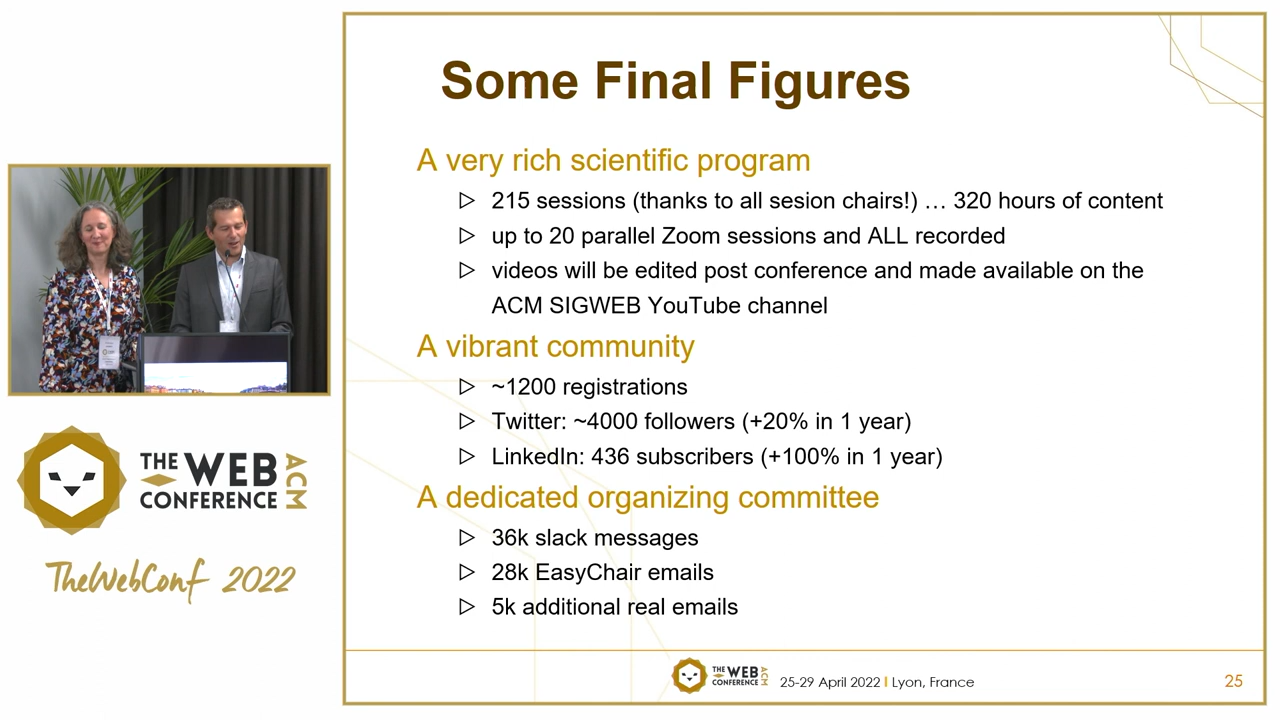 Some Final Figures
A very rich scientific program
215 sessions (thanks to all sesion chairs!) … 320 hours of content
up to 20 parallel Zoom sessions and ALL recorded
videos will be edited post conference and made available on the
ACM SIGWEB YouTube channel
A vibrant community
~1200 registrations
Twitter: ~4000 followers (+20% in 1 year)
LinkedIn: 436 subscribers (+100% in 1 year)
A dedicated organizing committee
36k slack messages
28k EasyChair emails
5k additional real emails
THE WEB
CONFERENCE
ACM
25-29 April 2022 | Lyon, France
25
THE WEB
CONFERENCE
ACM
TheWebConf 2022